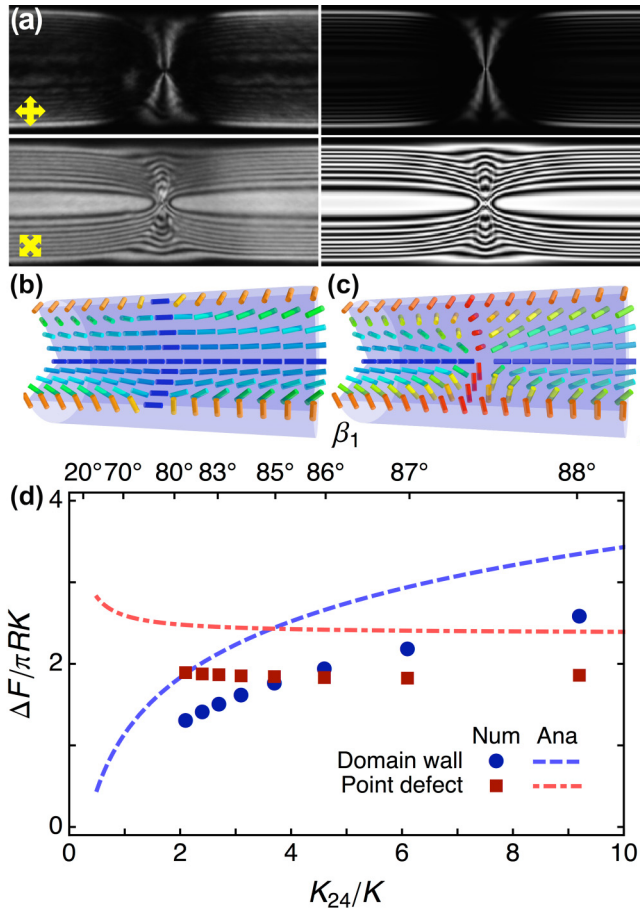 (a)
(b)
(c)
β₁
20° 70° 80° 83° 85° 86° 87° 88°
(d)
4
2
0
ΔF/πRK
Num Ana
Domain wall
Point defect
0 2 4 6 8 10
K₂₄/K